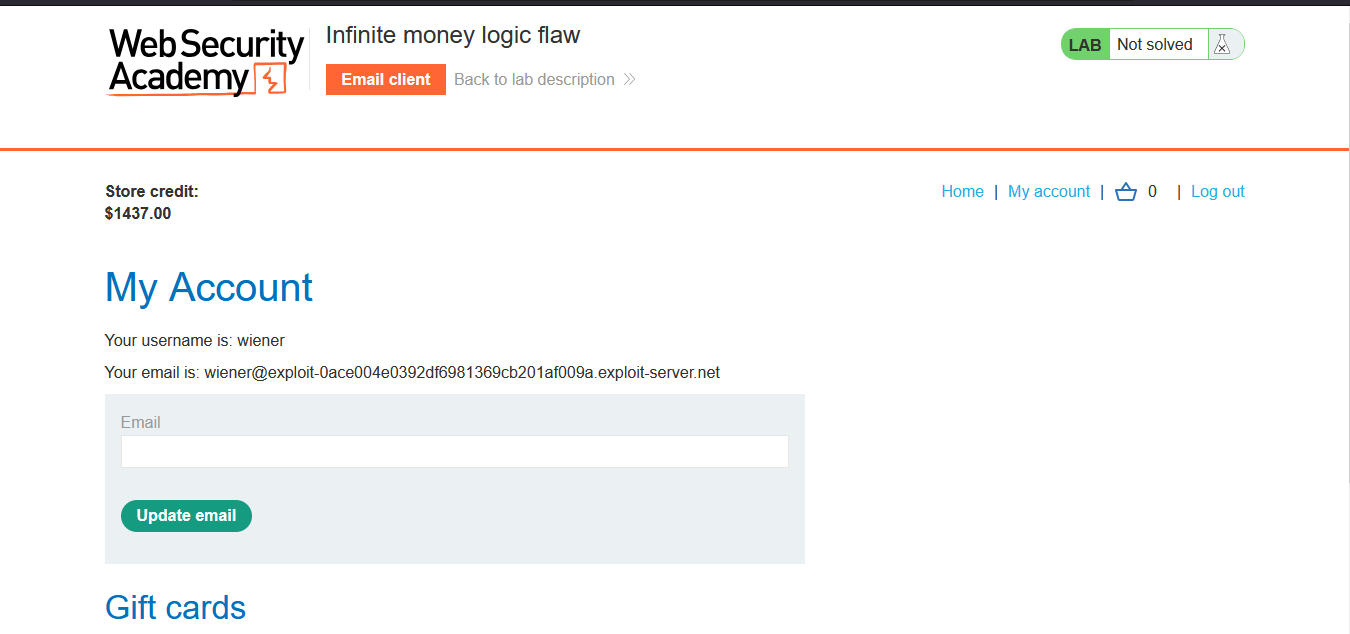 Web Security
Academy
Infinite money logic flaw
Email client
Back to lab description
LAB Not solved
Store credit:
$1437.00
Home | My account | 0 | Log out
My Account
Your username is: wiener
Your email is: wiener@exploit-0ace004e0392df6981369cb201af009a.exploit-server.net
Email
Update email
Gift cards